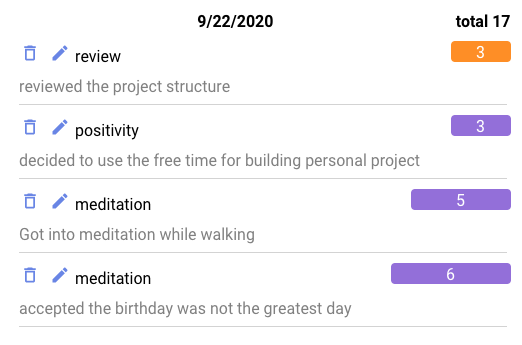 9/22/2020 total 17
review 3
reviewed the project structure
positivity 3
decided to use the free time for building personal project
meditation 5
Got into meditation while walking
meditation 6
accepted the birthday was not the greatest day